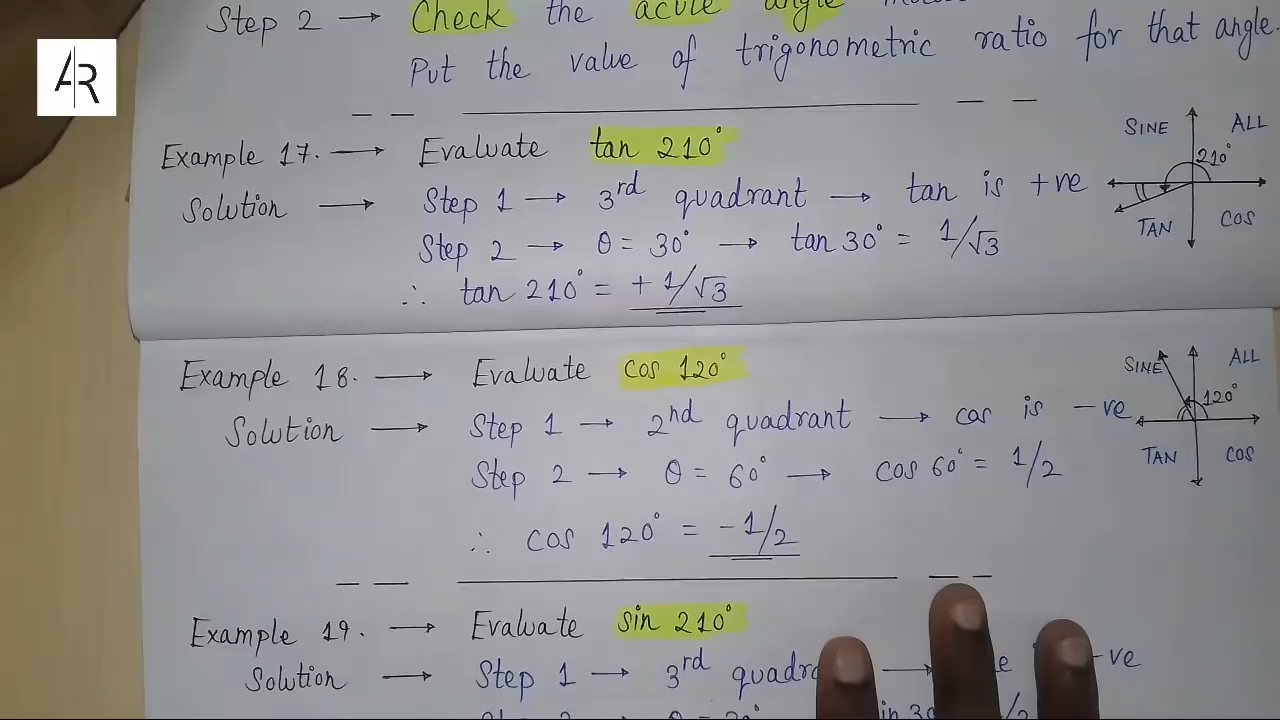 AR
Step 2 → Check the acute angle
Put the value of trigonometric ratio for that angle.
Example 17. → Evaluate tan 210°
Solution → Step 1 → 3rd quadrant → tan is +ve
Step 2 → θ = 30° → tan 30° = 1/√3
∴ tan 210° = + 1/√3
SINE ALL
210°
TAN COS
Example 18. → Evaluate cos 120°
Solution → Step 1 → 2nd quadrant → cos is -ve
Step 2 → θ = 60° → cos 60° = 1/2
∴ cos 120° = -1/2
SINE ALL
120°
TAN COS
Example 19. → Evaluate sin 210°
Solution → Step 1 → 3rd → -ve